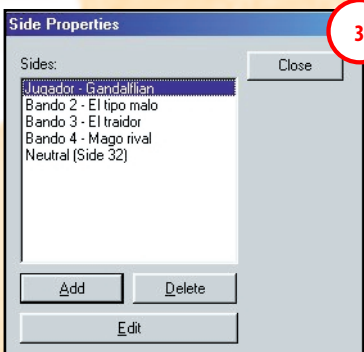 Side Properties
3
Sides:
Close
Jugador - Gandalflian
Bando 2 - El tipo malo
Bando 3 - El traidor
Bando 4 - Mago rival
Neutral (Side 32)
Add
Delete
Edit